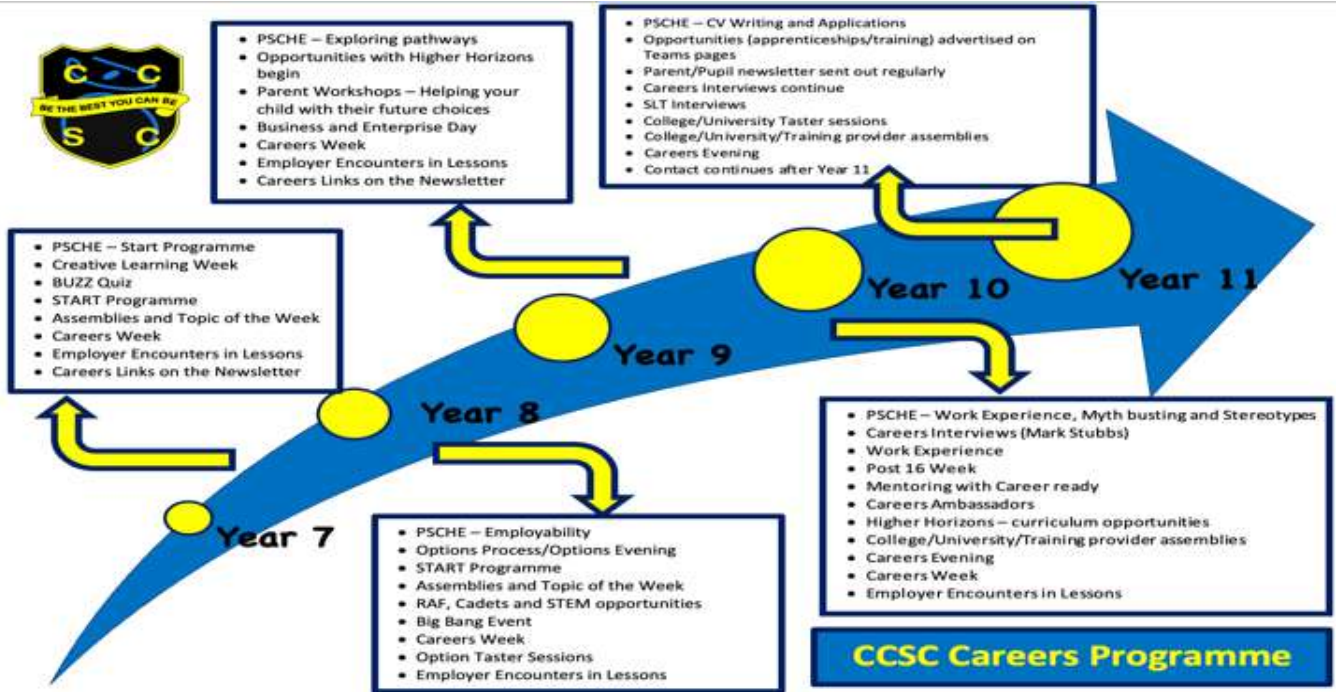 C C
BE THE BEST YOU CAN BE
S C
• PSCHE – Exploring pathways
• Opportunities with Higher Horizons
begin
• Parent Workshops – Helping your
child with their future choices
• Business and Enterprise Day
• Careers Week
• Employer Encounters in Lessons
• Careers Links on the Newsletter
• PSCHE – CV Writing and Applications
• Opportunities (apprenticeships/training) advertised on
Teams pages
• Parent/Pupil newsletter sent out regularly
• Careers Interviews continue
• SLT Interviews
• College/University Taster sessions
• College/University/Training provider assemblies
• Careers Evening
• Contact continues after Year 11
• PSCHE – Start Programme
• Creative Learning Week
• BUZZ Quiz
• START Programme
• Assemblies and Topic of the Week
• Careers Week
• Employer Encounters in Lessons
• Careers Links on the Newsletter
Year 7
Year 8
Year 9
Year 10
Year 11
• PSCHE – Employability
• Options Process/Options Evening
• START Programme
• Assemblies and Topic of the Week
• RAF, Cadets and STEM opportunities
• Big Bang Event
• Careers Week
• Option Taster Sessions
• Employer Encounters in Lessons
• PSCHE – Work Experience, Myth busting and Stereotypes
• Careers Interviews (Mark Stubbs)
• Work Experience
• Post 16 Week
• Mentoring with Career ready
• Careers Ambassadors
• Higher Horizons – curriculum opportunities
• College/University/Training provider assemblies
• Careers Evening
• Careers Week
• Employer Encounters in Lessons
CCSC Careers Programme